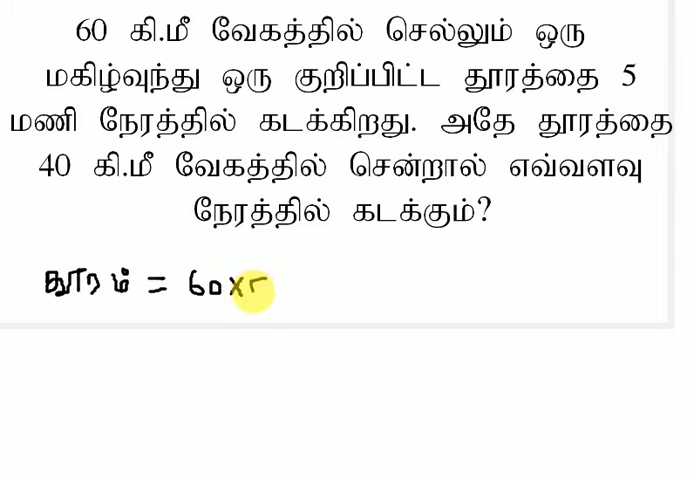 60 கி.மீ வேகத்தில் செல்லும் ஒரு
மகிழ்வுந்து ஒரு குறிப்பிட்ட தூரத்தை 5
மணி நேரத்தில் கடக்கிறது. அதே தூரத்தை
40 கி.மீ வேகத்தில் சென்றால் எவ்வளவு
நேரத்தில் கடக்கும்?
தூரம் = 60x